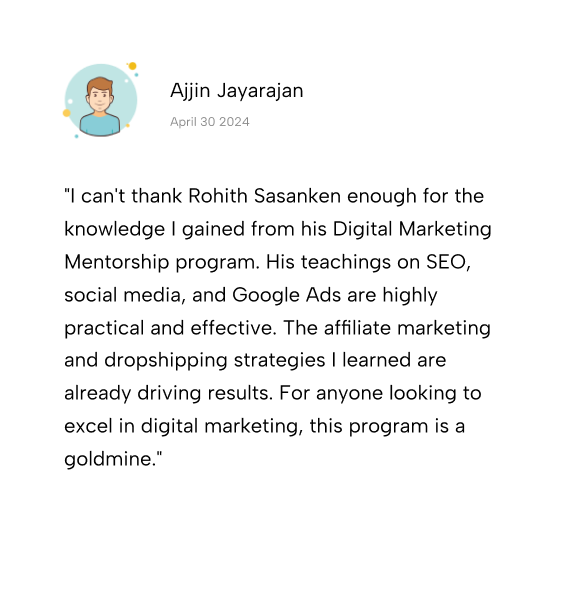 Ajjin Jayarajan
April 30 2024
"I can't thank Rohith Sasanken enough for the
knowledge I gained from his Digital Marketing
Mentorship program. His teachings on SEO,
social media, and Google Ads are highly
practical and effective. The affiliate marketing
and dropshipping strategies I learned are
already driving results. For anyone looking to
excel in digital marketing, this program is a
goldmine."